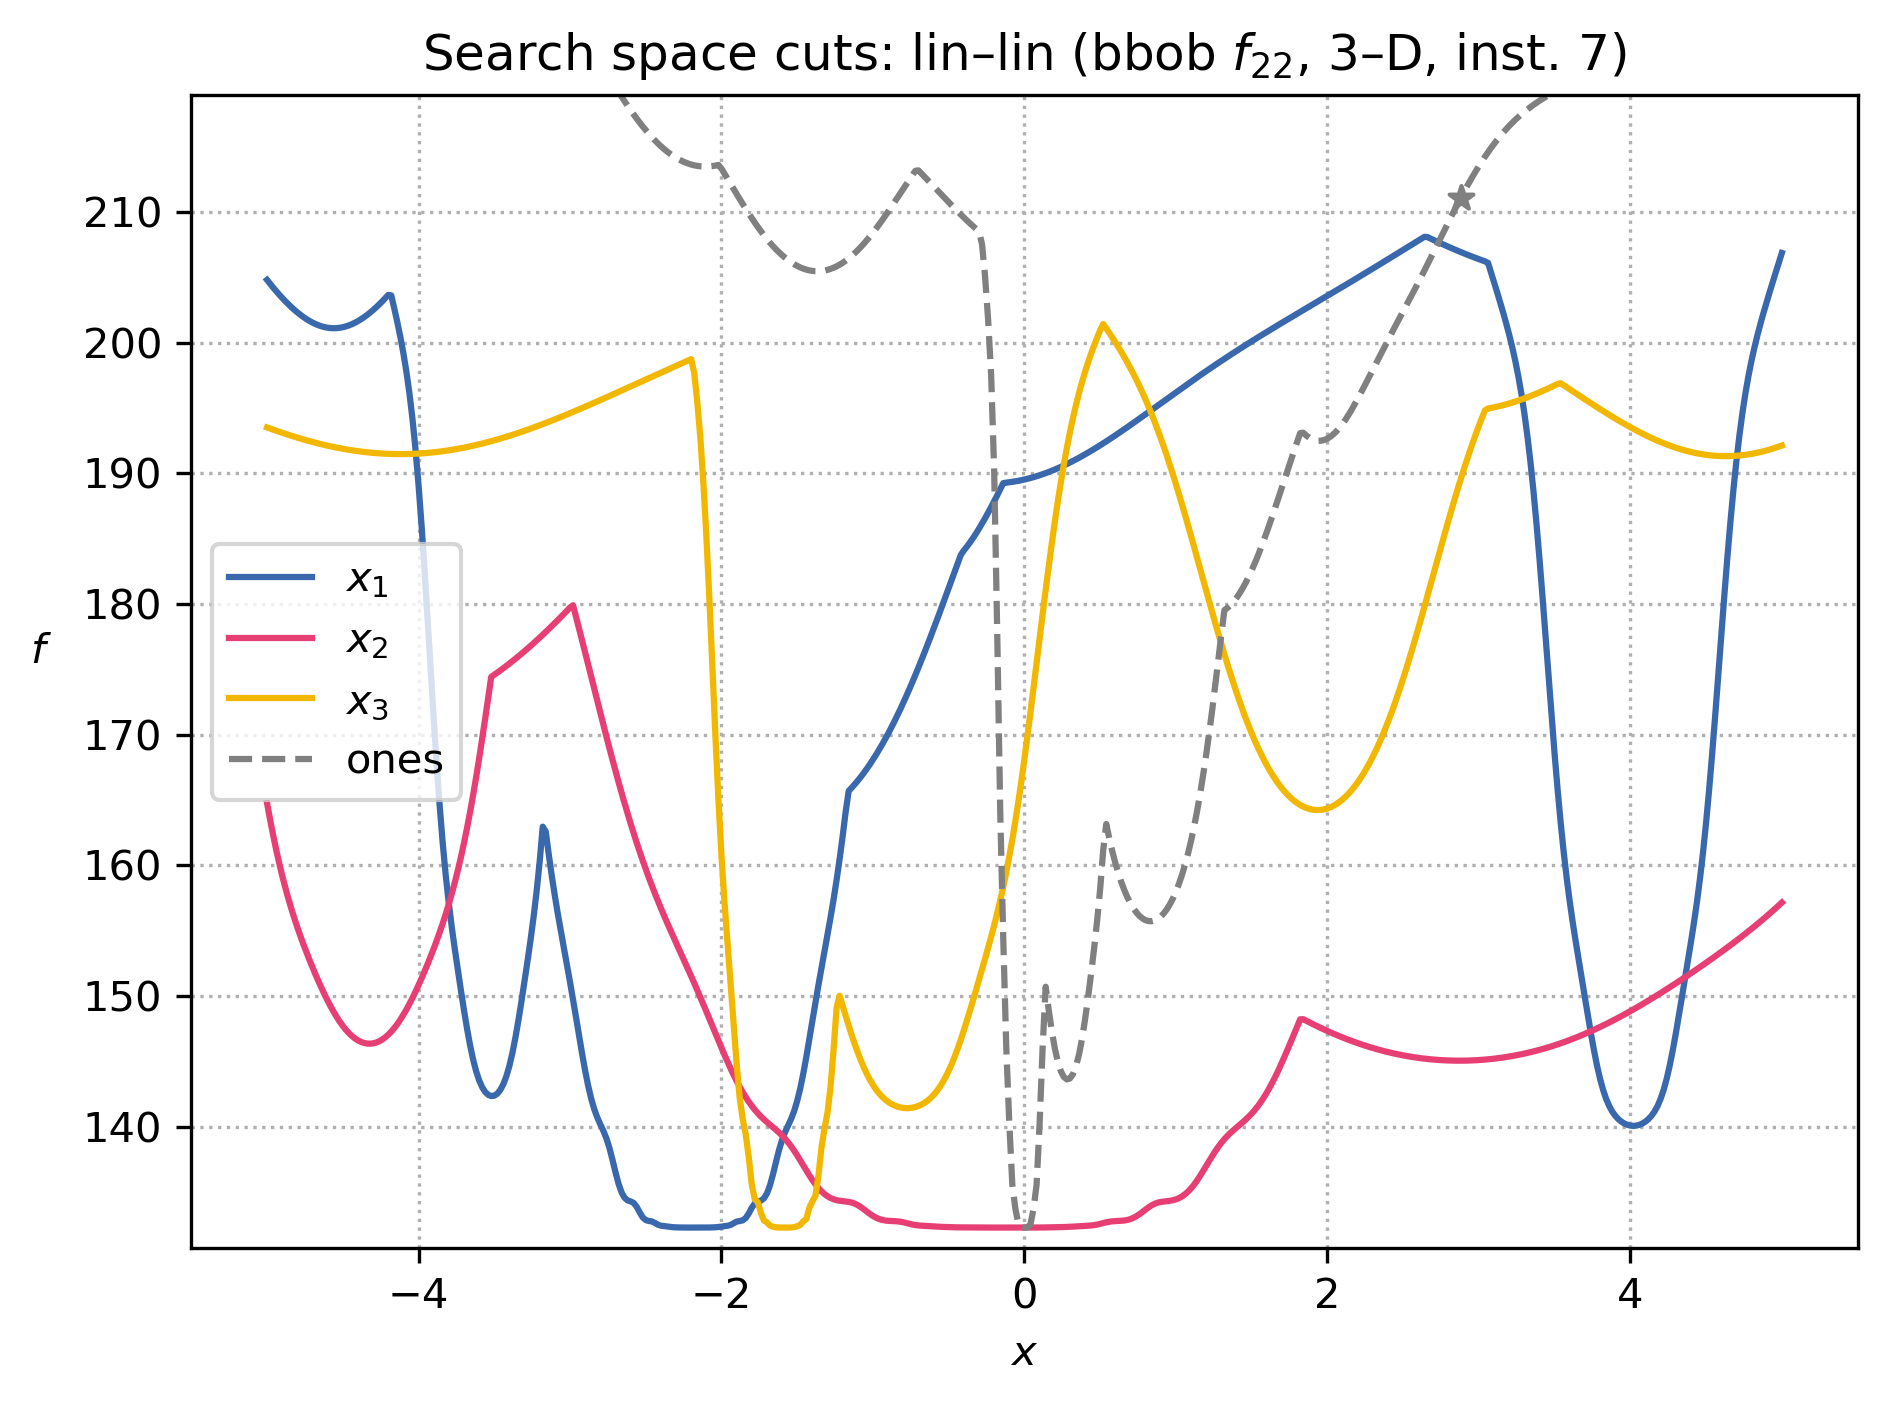 Search space cuts: lin–lin (bbob f₂₂, 3–D, inst. 7)
210
200
190
180
170
160
150
140
f
x₁
x₂
x₃
ones
−4
−2
0
2
4
x